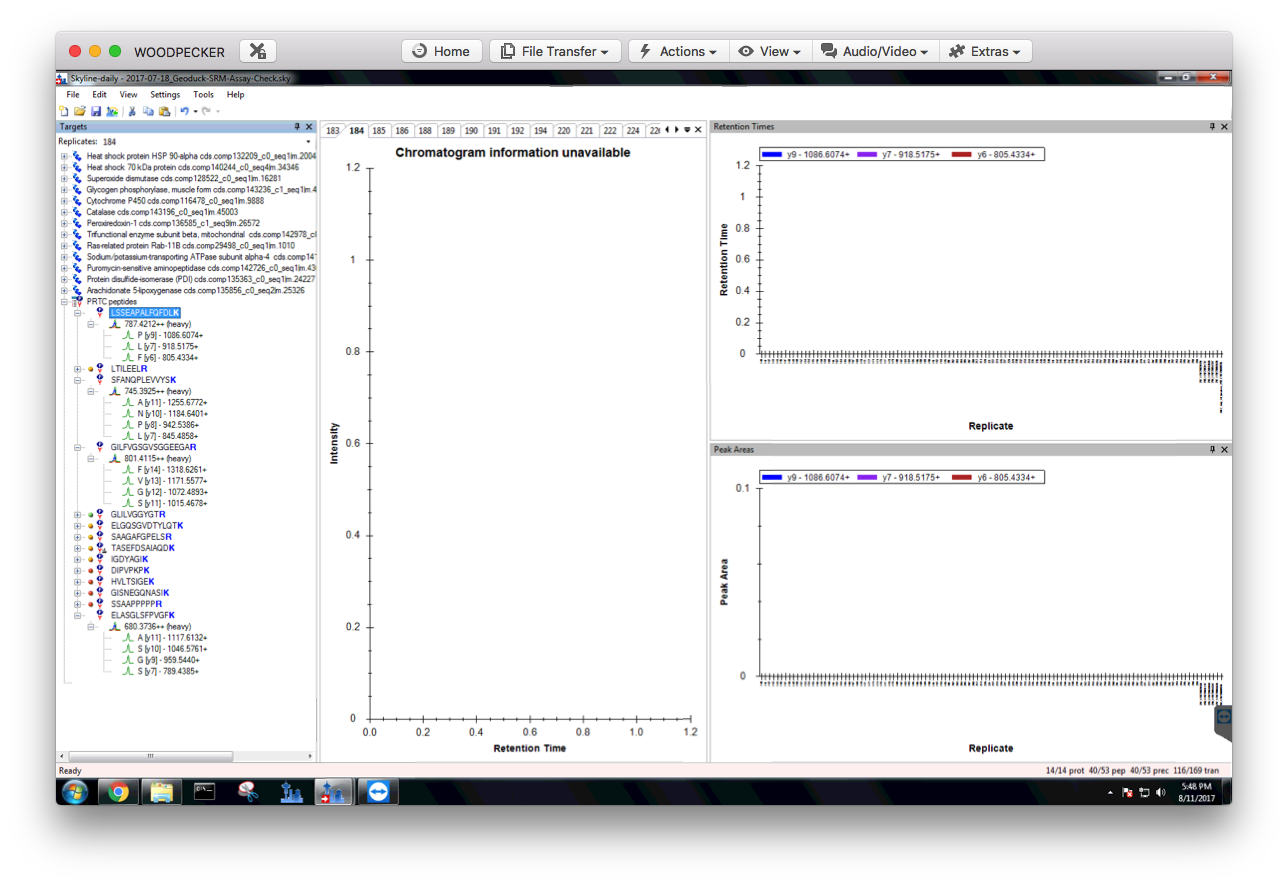 WOODPECKER
Home
File Transfer
Actions
View
Audio/Video
Extras
Skyline-daily - 2017-07-18_Geoduck-SRM-Assay-Check.sky
File Edit View Settings Tools Help
Targets
Replicates: 184
Heat shock protein HSP 90-alpha cds.comp132209_c0_seq1|m.2004
Heat shock 70 kDa protein cds.comp140244_c0_seq4|m.34346
Superoxide dismutase cds.comp128522_c0_seq1|m.16281
Glycogen phosphorylase, muscle form cds.comp143236_c1_seq1|m.4
Cytochrome P450 cds.comp116478_c0_seq1|m.9888
Catalase cds.comp143196_c0_seq1|m.45003
Peroxiredoxin-1 cds.comp136585_c1_seq9|m.26572
Trifunctional enzyme subunit beta, mitochondrial cds.comp142978_c
Ras-related protein Rab-11B cds.comp29498_c0_seq1|m.1010
Sodium/potassium-transporting ATPase subunit alpha-4 cds.comp14
Puromycin-sensitive aminopeptidase cds.comp142726_c0_seq1|m.43
Protein disulfide-isomerase (PDI) cds.comp135363_c0_seq1|m.24227
Arachidonate 5-lipoxygenase cds.comp135856_c0_seq2|m.25326
PRTC peptides
LSSEAPALFQFDLK
787.4212++ (heavy)
P [y9] - 1086.6074+
L [y7] - 918.5175+
F [y6] - 805.4334+
LTILEELR
SFANQPLEVVYSK
745.3925++ (heavy)
A [y11] - 1255.6772+
N [y10] - 1184.6401+
P [y8] - 942.5386+
L [y7] - 845.4858+
GILFVGSGVSGGEEGAR
801.4115++ (heavy)
F [y14] - 1318.6261+
V [y13] - 1171.5577+
G [y12] - 1072.4893+
S [y11] - 1015.4678+
GLILVGGYGTR
ELGQSGVDTYLQTK
SAAGAFGPELSR
TASEFDSAIAQDK
IGDYAGIK
DIPVPKPK
HVLTSIGEK
GISNEGQNASIK
SSAAPPPPPR
ELASGLSFPVGFK
680.3736++ (heavy)
A [y11] - 1117.6132+
S [y10] - 1046.5761+
G [y9] - 959.5440+
S [y7] - 789.4385+
183 184 185 186 188 189 190 191 192 194 220 221 222 224 22
Chromatogram information unavailable
1.2
1
0.8
0.6
0.4
0.2
0
Intensity
0.0 0.2 0.4 0.6 0.8 1.0 1.2
Retention Time
Retention Times
y9 - 1086.6074+ y7 - 918.5175+ y6 - 805.4334+
1.2
1
0.8
0.6
0.4
0.2
0
Retention Time
Replicate
Peak Areas
y9 - 1086.6074+ y7 - 918.5175+ y6 - 805.4334+
0.1
0
Peak Area
Replicate
Ready
14/14 prot 40/53 pep 40/53 prec 116/169 tran
5:48 PM
8/11/2017